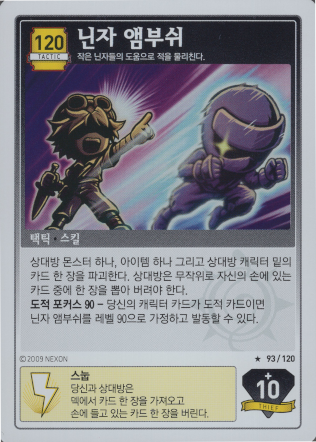 120
TACTIC
닌자 앰부쉬
작은 닌자들의 도움으로 적을 물리친다.
택틱 · 스킬
상대방 몬스터 하나, 아이템 하나 그리고 상대방 캐릭터 밑의
카드 한 장을 파괴한다. 상대방은 무작위로 자신의 손에 있는
카드 중에 한 장을 뽑아 버려야 한다.
도적 포커스 90 – 당신의 캐릭터 카드가 도적 카드이면
닌자 앰부쉬를 레벨 90으로 가정하고 발동할 수 있다.
© 2009 NEXON
★ 93 / 120
스눕
당신과 상대방은
덱에서 카드 한 장을 가져오고
손에 들고 있는 카드 한 장을 버린다.
+
10
THIEF